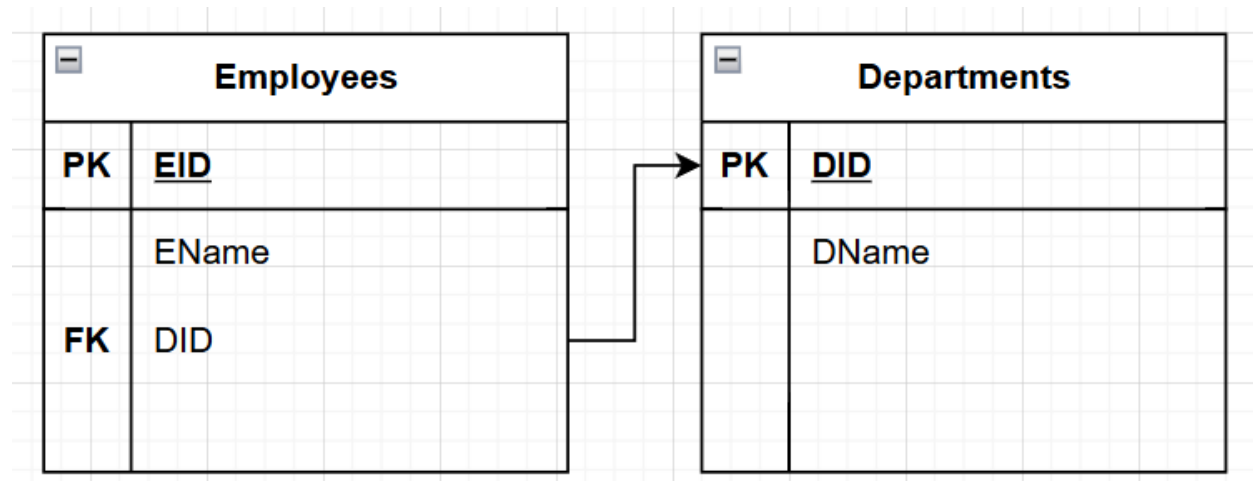 Employees
PK EID
EName
FK DID
Departments
PK DID
DName